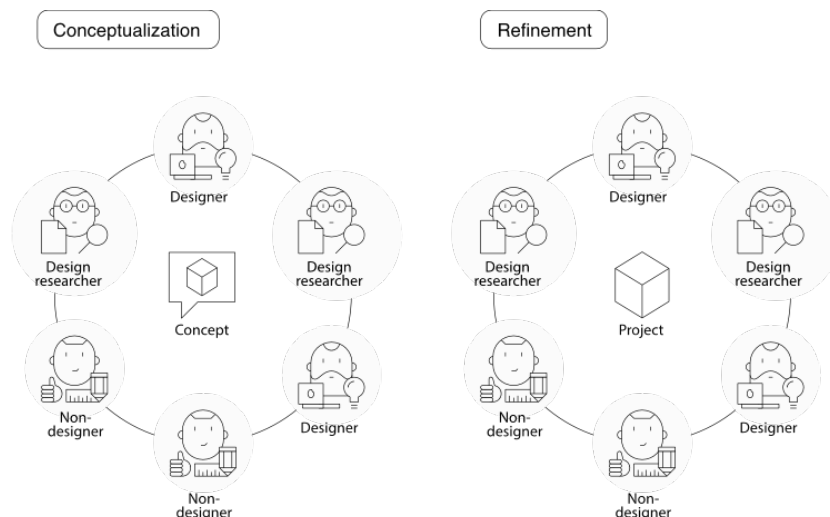 Conceptualization
Refinement
Designer
Designer
Design
researcher
Design
researcher
Design
researcher
Design
researcher
Concept
Project
Non-
designer
Designer
Non-
designer
Designer
Non-
designer
Non-
designer